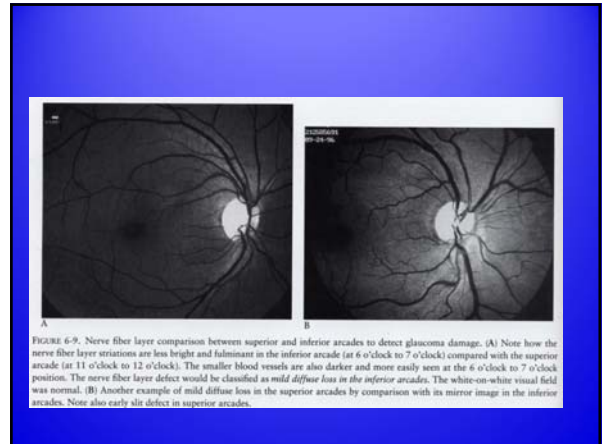 232505691
09-24-96
A
B
FIGURE 6-9. Nerve fiber layer comparison between superior and inferior arcades to detect glaucoma damage. (A) Note how the
nerve fiber layer striations are less bright and fulminant in the inferior arcade (at 6 o'clock to 7 o'clock) compared with the superior
arcade (at 11 o'clock to 12 o'clock). The smaller blood vessels are also darker and more easily seen at the 6 o'clock to 7 o'clock
position. The nerve fiber layer defect would be classified as mild diffuse loss in the inferior arcades. The white-on-white visual field
was normal. (B) Another example of mild diffuse loss in the superior arcades by comparison with its mirror image in the inferior
arcades. Note also early slit defect in superior arcades.